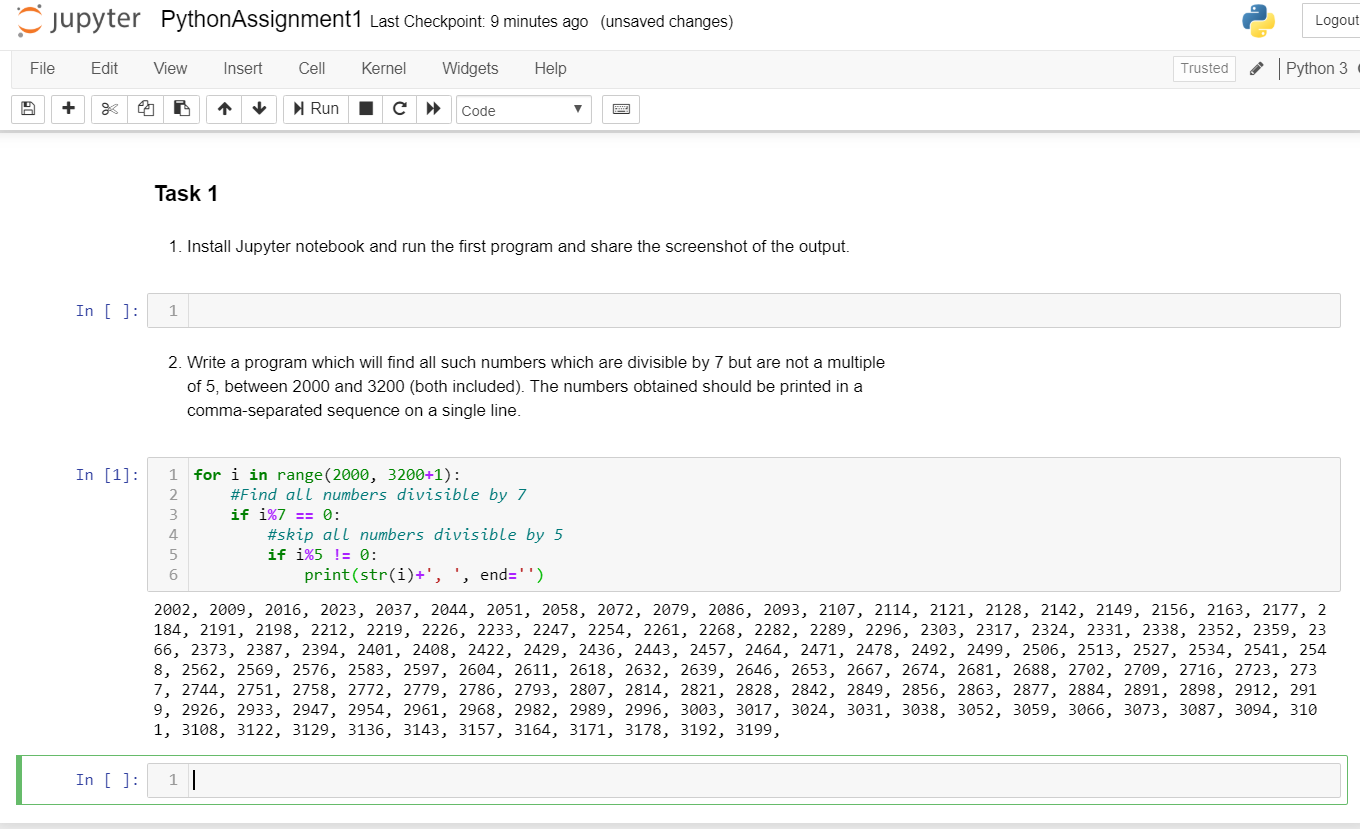 jupyter PythonAssignment1 Last Checkpoint: 9 minutes ago (unsaved changes) Logout
File Edit View Insert Cell Kernel Widgets Help Trusted Python 3
Run Code
Task 1
1. Install Jupyter notebook and run the first program and share the screenshot of the output.
In [ ]: 1
2. Write a program which will find all such numbers which are divisible by 7 but are not a multiple
of 5, between 2000 and 3200 (both included). The numbers obtained should be printed in a
comma-separated sequence on a single line.
In [1]: 1 for i in range(2000, 3200+1):
2 #Find all numbers divisible by 7
3 if i%7 == 0:
4 #skip all numbers divisible by 5
5 if i%5 != 0:
6 print(str(i)+', ', end='')
2002, 2009, 2016, 2023, 2037, 2044, 2051, 2058, 2072, 2079, 2086, 2093, 2107, 2114, 2121, 2128, 2142, 2149, 2156, 2163, 2177, 2
184, 2191, 2198, 2212, 2219, 2226, 2233, 2247, 2254, 2261, 2268, 2282, 2289, 2296, 2303, 2317, 2324, 2331, 2338, 2352, 2359, 23
66, 2373, 2387, 2394, 2401, 2408, 2422, 2429, 2436, 2443, 2457, 2464, 2471, 2478, 2492, 2499, 2506, 2513, 2527, 2534, 2541, 254
8, 2562, 2569, 2576, 2583, 2597, 2604, 2611, 2618, 2632, 2639, 2646, 2653, 2667, 2674, 2681, 2688, 2702, 2709, 2716, 2723, 273
7, 2744, 2751, 2758, 2772, 2779, 2786, 2793, 2807, 2814, 2821, 2828, 2842, 2849, 2856, 2863, 2877, 2884, 2891, 2898, 2912, 291
9, 2926, 2933, 2947, 2954, 2961, 2968, 2982, 2989, 2996, 3003, 3017, 3024, 3031, 3038, 3052, 3059, 3066, 3073, 3087, 3094, 310
1, 3108, 3122, 3129, 3136, 3143, 3157, 3164, 3171, 3178, 3192, 3199,
In [ ]: 1